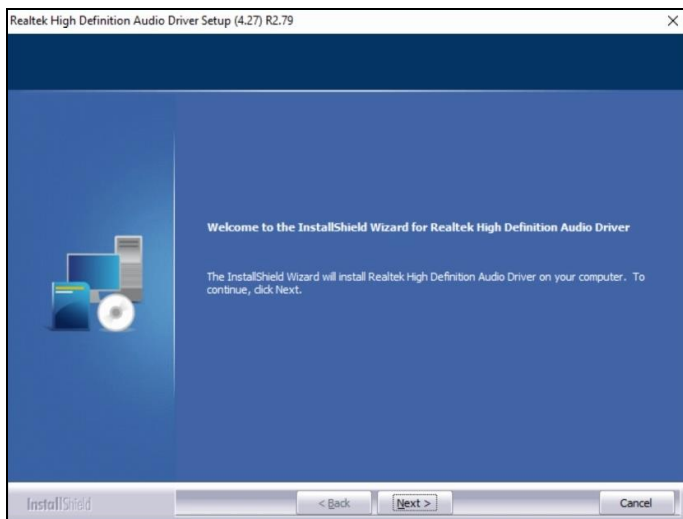 Realtek High Definition Audio Driver Setup (4.27) R2.79
Welcome to the InstallShield Wizard for Realtek High Definition Audio Driver
The InstallShield Wizard will install Realtek High Definition Audio Driver on your computer. To
continue, click Next.
InstallShield
< Back Next > Cancel